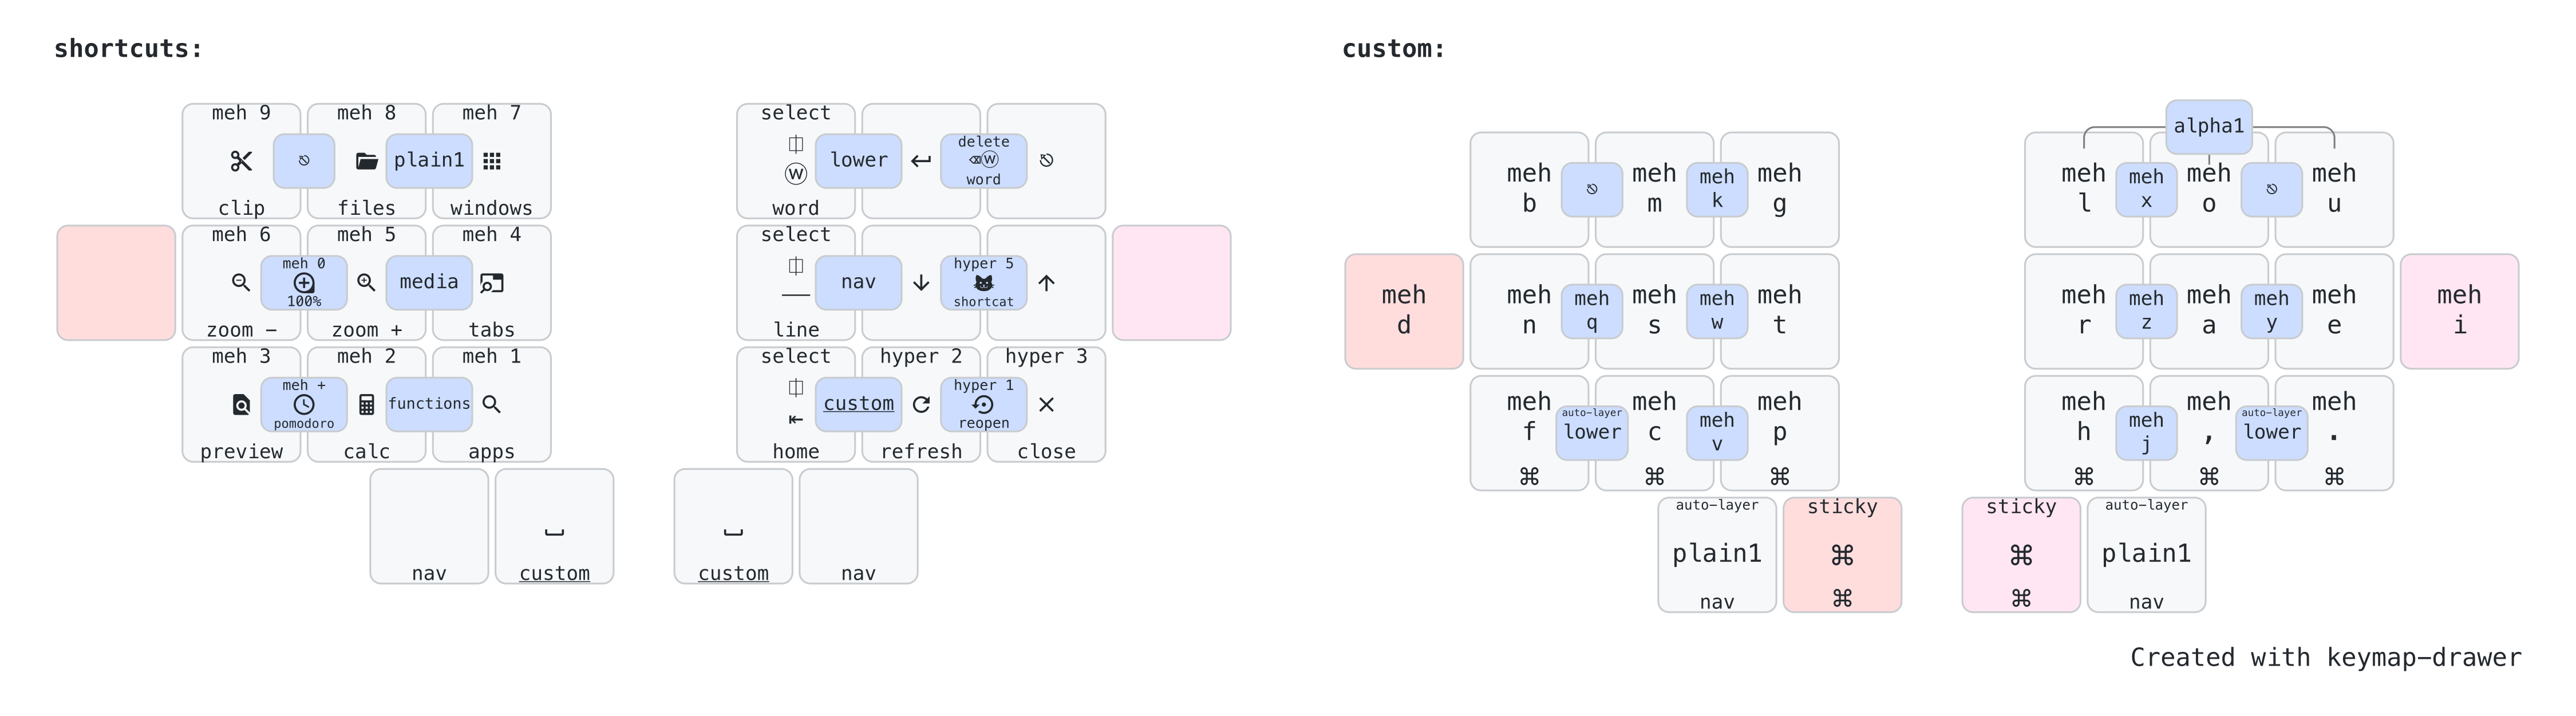 shortcuts:
meh 9 meh 8 meh 7 select
delete
plain1 lower Ⓦ
Ⓦ word
clip files windows word
meh 6 meh 5 meh 4 select
meh 0 hyper 5
media nav
100% shortcat
zoom − zoom + tabs line
meh 3 meh 2 meh 1 select hyper 2 hyper 3
meh + hyper 1
functions custom
pomodoro reopen
preview calc apps home refresh close
nav custom custom nav
custom:
alpha1
meh meh meh meh meh meh meh meh
b m k g l x o u
meh meh meh meh meh meh meh meh meh meh meh meh
d n q s w t r z a y e i
meh auto-layer meh meh meh meh meh meh auto-layer meh
f lower c v p h j , lower .
⌘ ⌘ ⌘ ⌘ ⌘ ⌘
auto-layer sticky sticky auto-layer
plain1 ⌘ ⌘ plain1
nav ⌘ ⌘ nav
Created with keymap-drawer